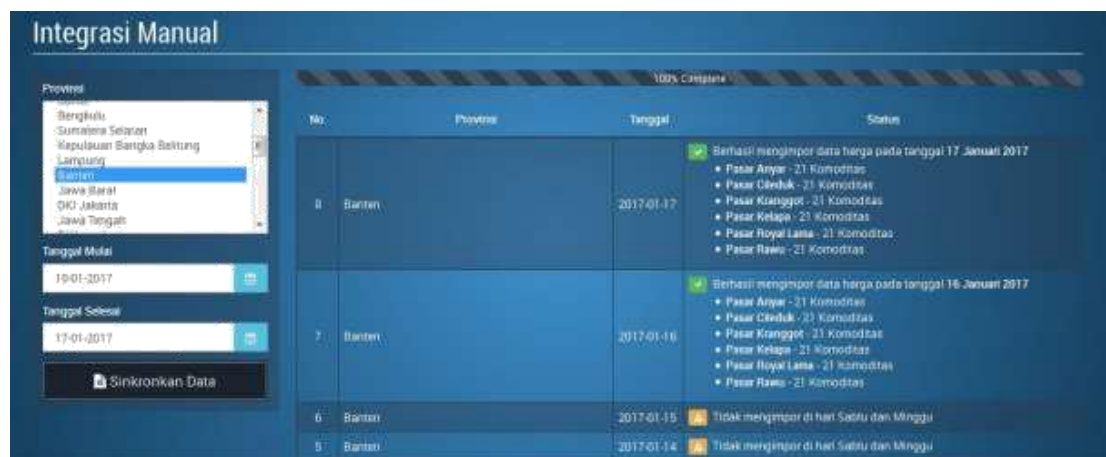 Integrasi Manual
Provinsi
Bengkulu
Sumatera Selatan
Kepulauan Bangka Belitung
Lampung
Banten
Jawa Barat
DKI Jakarta
Jawa Tengah
Tanggal Mulai
10-01-2017
Tanggal Selesai
17-01-2017
Sinkronkan Data
100% Complete
No. Provinsi Tanggal Status
8 Banten 2017-01-17 Berhasil mengimpor data harga pada tanggal 17 Januari 2017
• Pasar Anyar - 21 Komoditas
• Pasar Cileduk - 21 Komoditas
• Pasar Kranggot - 21 Komoditas
• Pasar Kelapa - 21 Komoditas
• Pasar Royal Lama - 21 Komoditas
• Pasar Rawu - 21 Komoditas
7 Banten 2017-01-16 Berhasil mengimpor data harga pada tanggal 16 Januari 2017
• Pasar Anyar - 21 Komoditas
• Pasar Cileduk - 21 Komoditas
• Pasar Kranggot - 21 Komoditas
• Pasar Kelapa - 21 Komoditas
• Pasar Royal Lama - 21 Komoditas
• Pasar Rawu - 21 Komoditas
6 Banten 2017-01-15 Tidak mengimpor di hari Sabtu dan Minggu
5 Banten 2017-01-14 Tidak mengimpor di hari Sabtu dan Minggu